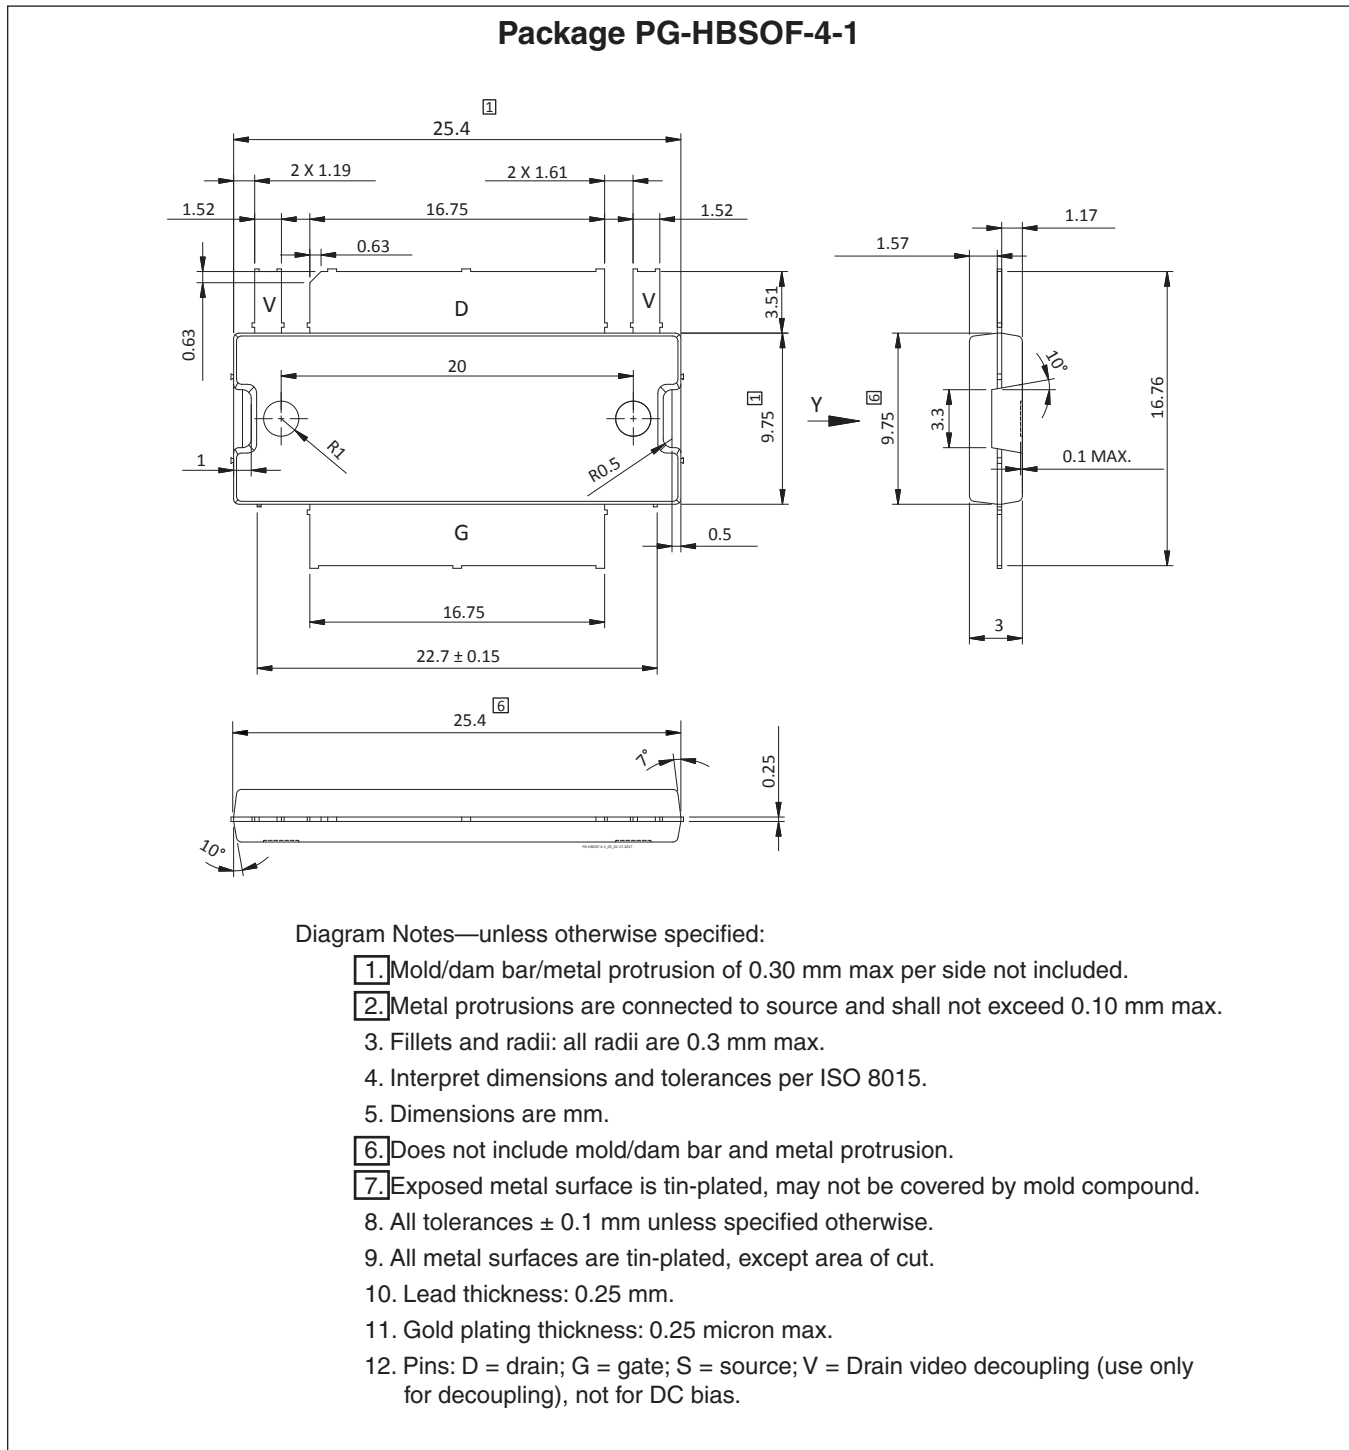 Package PG-HBSOF-4-1
1
25.4
2 X 1.19
2 X 1.61
1.52
16.75
1.52
1.17
0.63
1.57
V
D
V
3.51
0.63
20
10°
1
9.75
Y
6
9.75
3.3
16.76
R1
R0.5
1
0.1 MAX.
G
0.5
16.75
3
22.7 ± 0.15
6
25.4
7°
0.25
10°
Diagram Notes—unless otherwise specified:
1. Mold/dam bar/metal protrusion of 0.30 mm max per side not included.
2. Metal protrusions are connected to source and shall not exceed 0.10 mm max.
3. Fillets and radii: all radii are 0.3 mm max.
4. Interpret dimensions and tolerances per ISO 8015.
5. Dimensions are mm.
6. Does not include mold/dam bar and metal protrusion.
7. Exposed metal surface is tin-plated, may not be covered by mold compound.
8. All tolerances ± 0.1 mm unless specified otherwise.
9. All metal surfaces are tin-plated, except area of cut.
10. Lead thickness: 0.25 mm.
11. Gold plating thickness: 0.25 micron max.
12. Pins: D = drain; G = gate; S = source; V = Drain video decoupling (use only
for decoupling), not for DC bias.